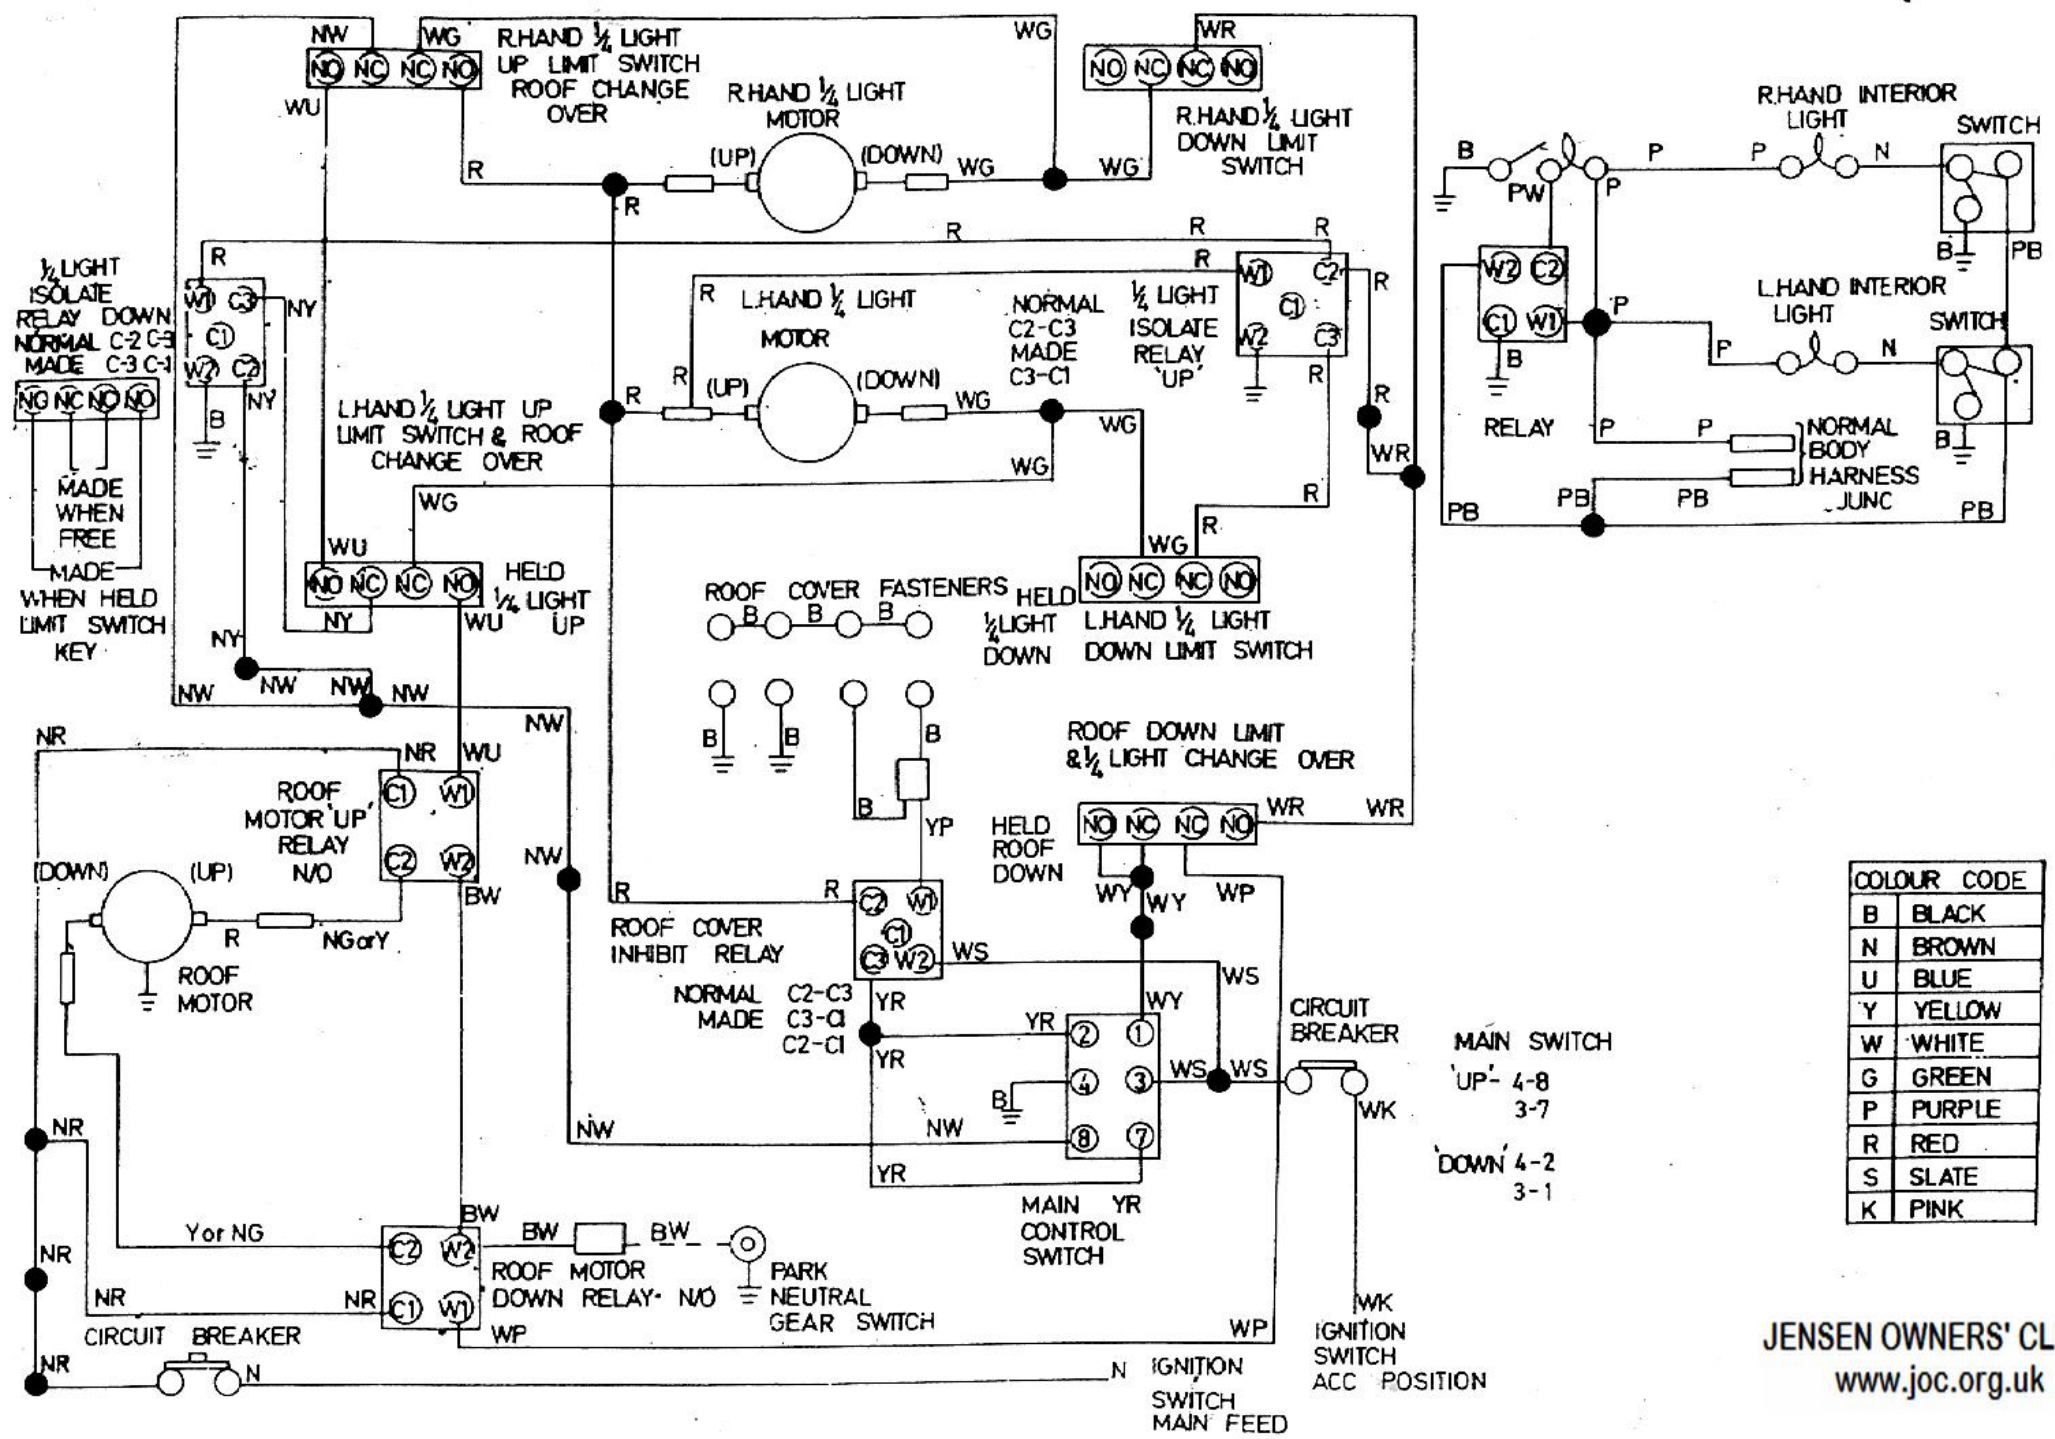 NW
WG
R.HAND ¼ LIGHT
UP LIMIT SWITCH
ROOF CHANGE
OVER
NO NC NC NO
WU
R
R.HAND ¼ LIGHT
MOTOR
(UP)
(DOWN)
WG
WG
WG
R
WR
NO NC NC NO
R.HAND ¼ LIGHT
DOWN LIMIT
SWITCH
R.HAND INTERIOR
LIGHT
SWITCH
B
PW
P
P
P
N
B
PB
W2 C2
C1 W1
B
RELAY
P
P
L.HAND INTERIOR
LIGHT
SWITCH
N
B
P
P
NORMAL
BODY
HARNESS
JUNC
PB
PB
PB
PB
¼ LIGHT
ISOLATE
RELAY DOWN
NORMAL C-2 C-3
MADE C-3 C-1
R
W1 C3
C1
W2 C2
NY
NY
B
NG NC NO NO
MADE
WHEN
FREE
MADE
WHEN HELD
LIMIT SWITCH
KEY
R
R
R
R
R
R
L.HAND ¼ LIGHT
MOTOR
(UP)
(DOWN)
R
R
WG
WG
WG
WG
NORMAL
C2-C3
MADE
C3-C1
¼ LIGHT
ISOLATE
RELAY
'UP'
W1 C2
C1
W2 C3
R
R
R
WR
R
R
L.HAND ¼ LIGHT UP
LIMIT SWITCH & ROOF
CHANGE OVER
WU
NO NC NC NO
HELD
¼ LIGHT
UP
NY
WU
NY
NW
NW
NW
NW
NW
WG
NO NC NC NO
HELD
¼ LIGHT
DOWN
L.HAND ¼ LIGHT
DOWN LIMIT SWITCH
ROOF COVER FASTENERS
B B B
B
B
B
B
YP
NR
NR
WU
ROOF
MOTOR 'UP'
RELAY
N/O
C1 W1
C2 W2
BW
(DOWN)
(UP)
R
NG or Y
ROOF
MOTOR
NW
ROOF DOWN LIMIT
& ¼ LIGHT CHANGE OVER
HELD
ROOF
DOWN
NO NC NC NO
WR
WR
WY
WY
WP
R
R
ROOF COVER
INHIBIT RELAY
C2 W1
C1
C3 W2
NORMAL C2-C3
MADE C3-C1
C2-C1
WS
WS
YR
YR
YR
WY
2 1
4 3
8 7
B
WS
WS
CIRCUIT
BREAKER
WK
MAIN SWITCH
'UP'- 4-8
3-7
'DOWN' 4-2
3-1
NW
NW
YR
YR
MAIN
CONTROL
SWITCH
NR
NR
NR
NR
NR
Y or NG
BW
C2 W2
C1 W1
BW
BW
ROOF MOTOR
DOWN RELAY- N/O
PARK
NEUTRAL
GEAR SWITCH
WP
WP
CIRCUIT BREAKER
N
N
IGNITION
SWITCH
MAIN FEED
WK
IGNITION
SWITCH
ACC POSITION
COLOUR CODE
B BLACK
N BROWN
U BLUE
Y YELLOW
W WHITE
G GREEN
P PURPLE
R RED
S SLATE
K PINK
JENSEN OWNERS' CL
www.joc.org.uk